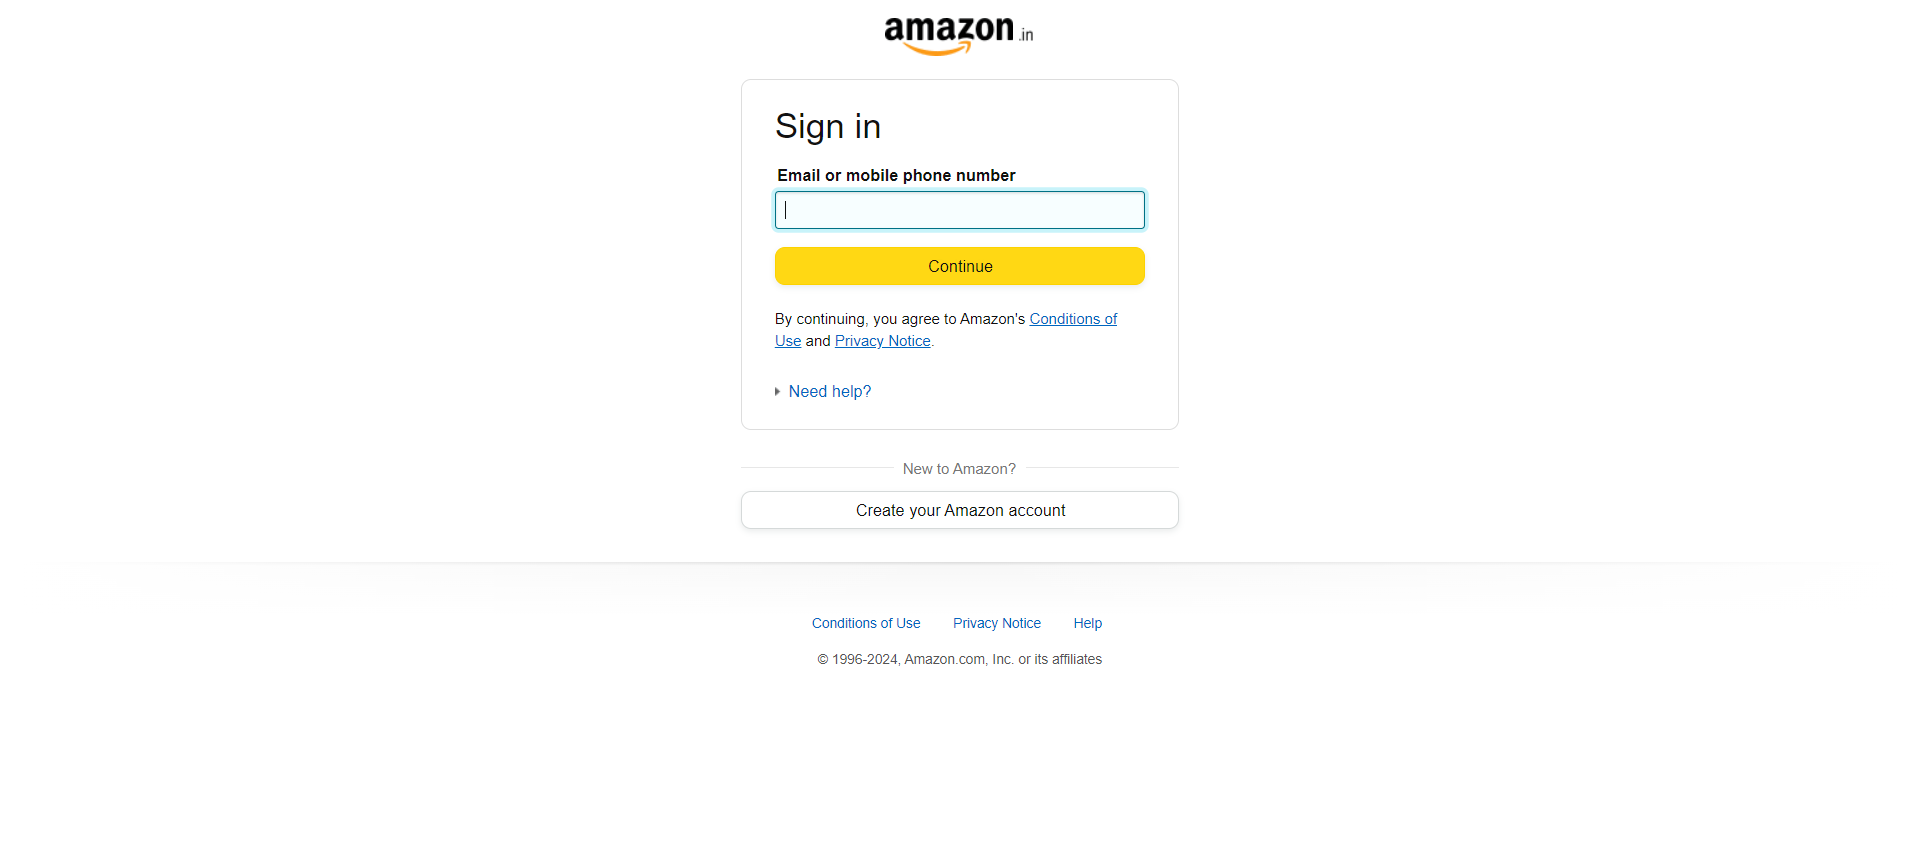 amazon.in
Sign in
Email or mobile phone number
Continue
By continuing, you agree to Amazon's Conditions of
Use and Privacy Notice.
Need help?
New to Amazon?
Create your Amazon account
Conditions of Use Privacy Notice Help
© 1996-2024, Amazon.com, Inc. or its affiliates